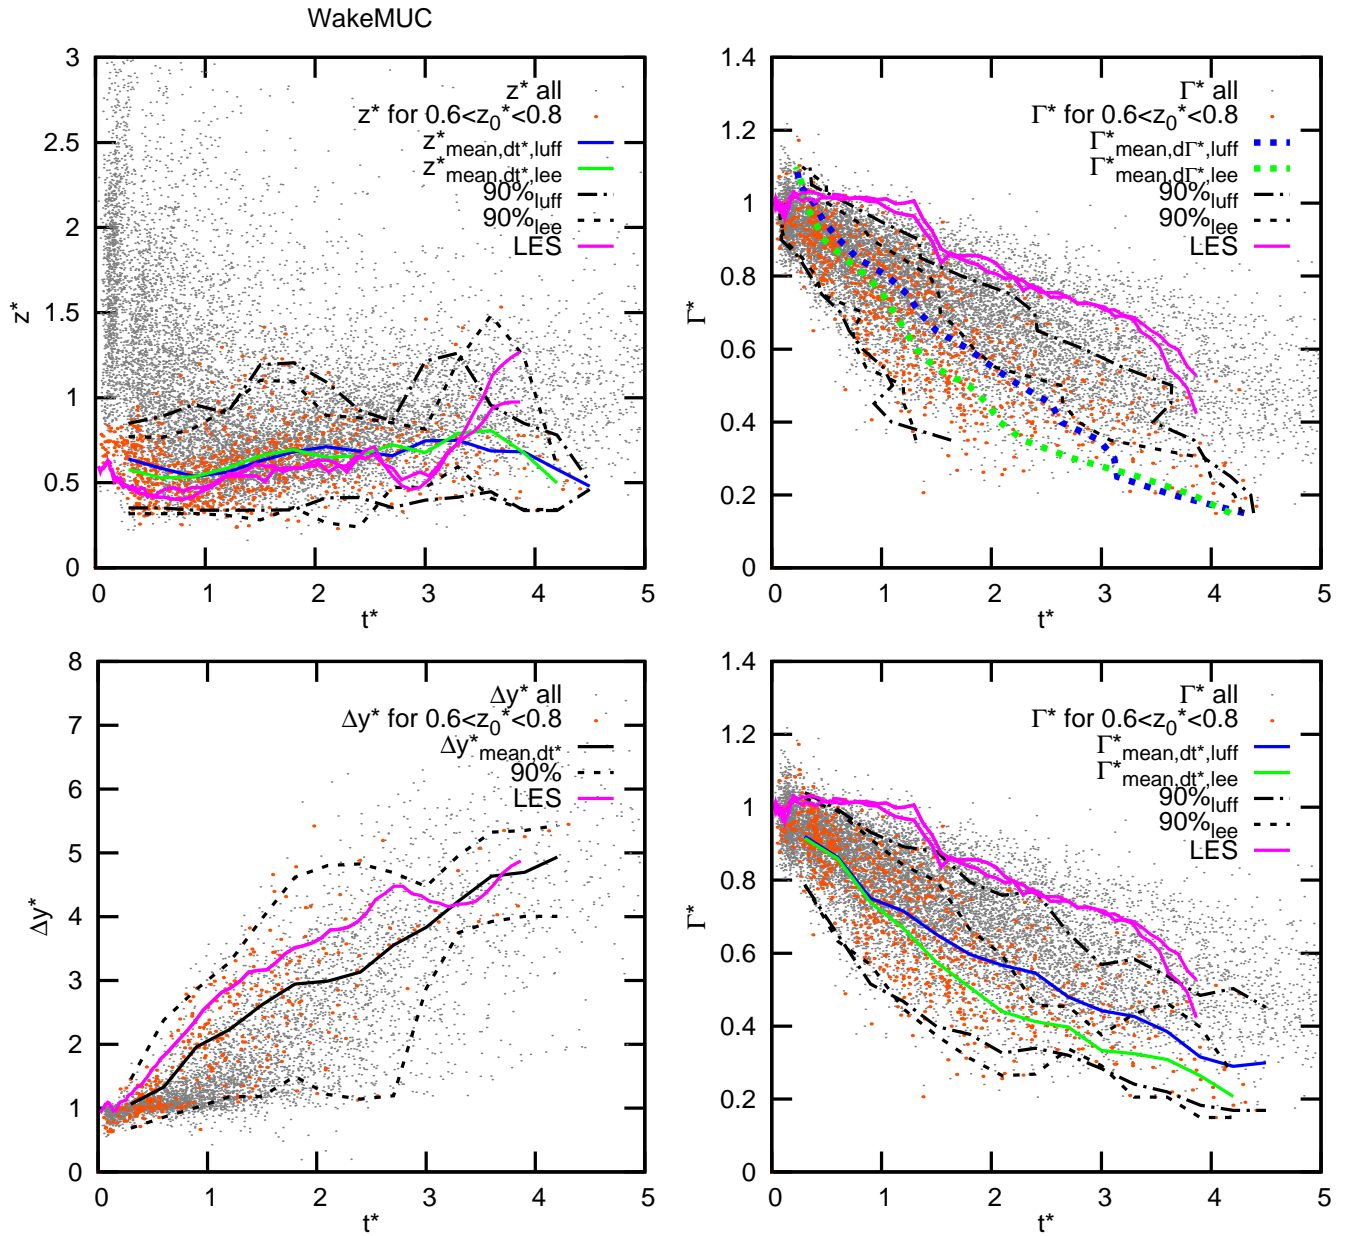 WakeMUC
z* all
z* for 0.6<z0*<0.8
z*mean,dt*,luff
z*mean,dt*,lee
90%luff
90%lee
LES
3
2.5
2
1.5
1
0.5
0
z*
0 1 2 3 4 5
t*
Γ* all
Γ* for 0.6<z0*<0.8
Γ*mean,dΓ*,luff
Γ*mean,dΓ*,lee
90%luff
90%lee
LES
1.4
1.2
1
0.8
0.6
0.4
0.2
0
Γ*
0 1 2 3 4 5
t*
Δy* all
Δy* for 0.6<z0*<0.8
Δy*mean,dt*
90%
LES
8
7
6
5
4
3
2
1
0
Δy*
0 1 2 3 4 5
t*
Γ* all
Γ* for 0.6<z0*<0.8
Γ*mean,dt*,luff
Γ*mean,dt*,lee
90%luff
90%lee
LES
1.4
1.2
1
0.8
0.6
0.4
0.2
0
Γ*
0 1 2 3 4 5
t*